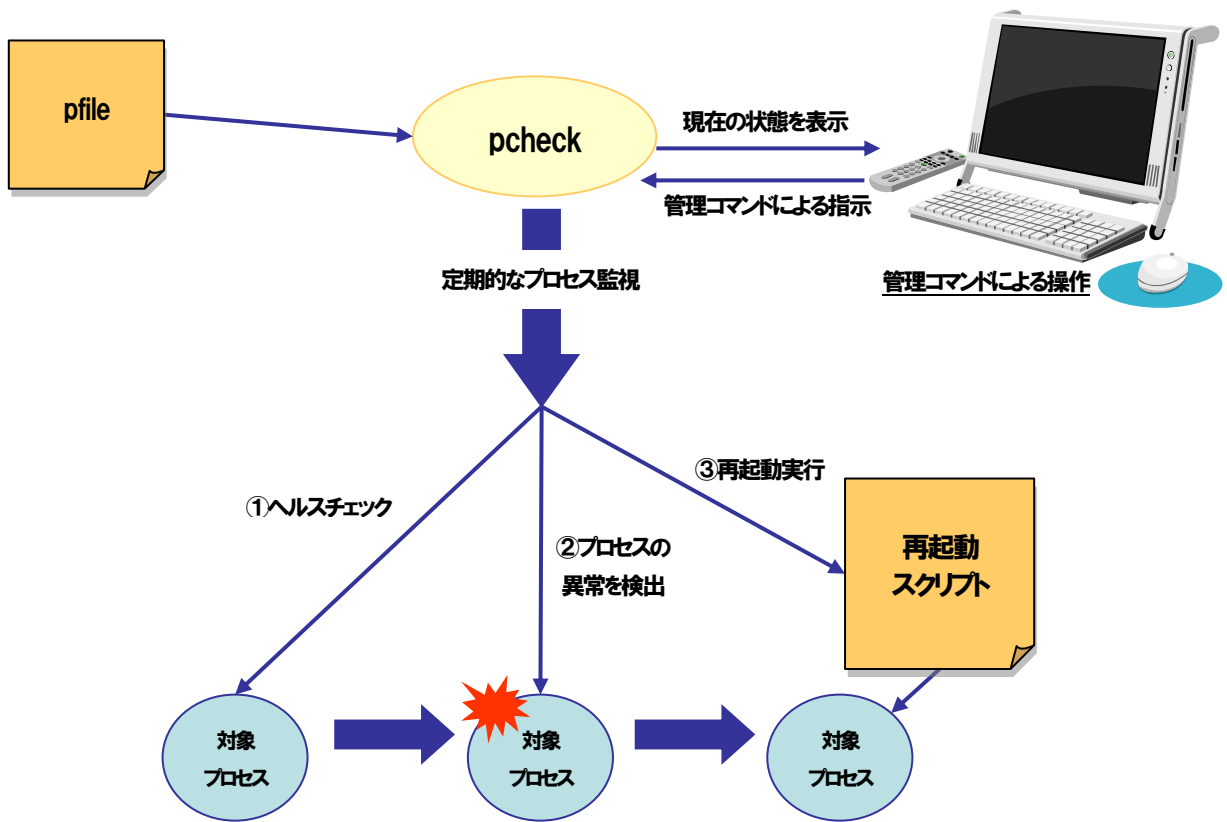 pfile
pcheck
現在の状態を表示
管理コマンドによる指示
管理コマンドによる操作
定期的なプロセス監視
①ヘルスチェック
②プロセスの
異常を検出
③再起動実行
再起動
スクリプト
対象
プロセス
対象
プロセス
対象
プロセス